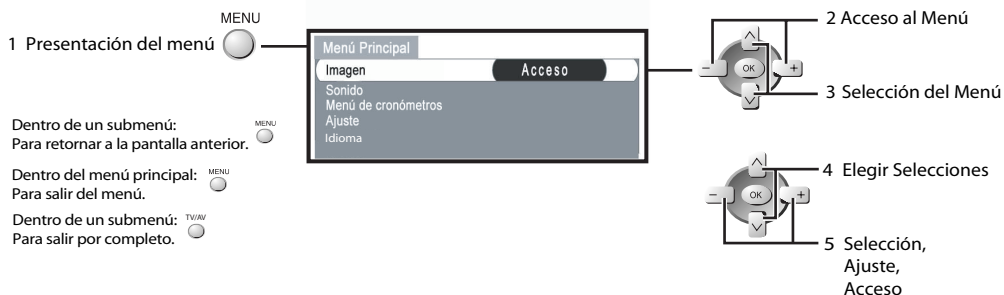 MENU
1 Presentación del menú
Menú Principal
Imagen Acceso
Sonido
Menú de cronómetros
Ajuste
Idioma
2 Acceso al Menú
OK
- +
3 Selección del Menú
Dentro de un submenú: MENU
Para retornar a la pantalla anterior.
Dentro del menú principal: MENU
Para salir del menú.
Dentro de un submenú: TV/AV
Para salir por completo.
4 Elegir Selecciones
OK
- +
5 Selección,
Ajuste,
Acceso